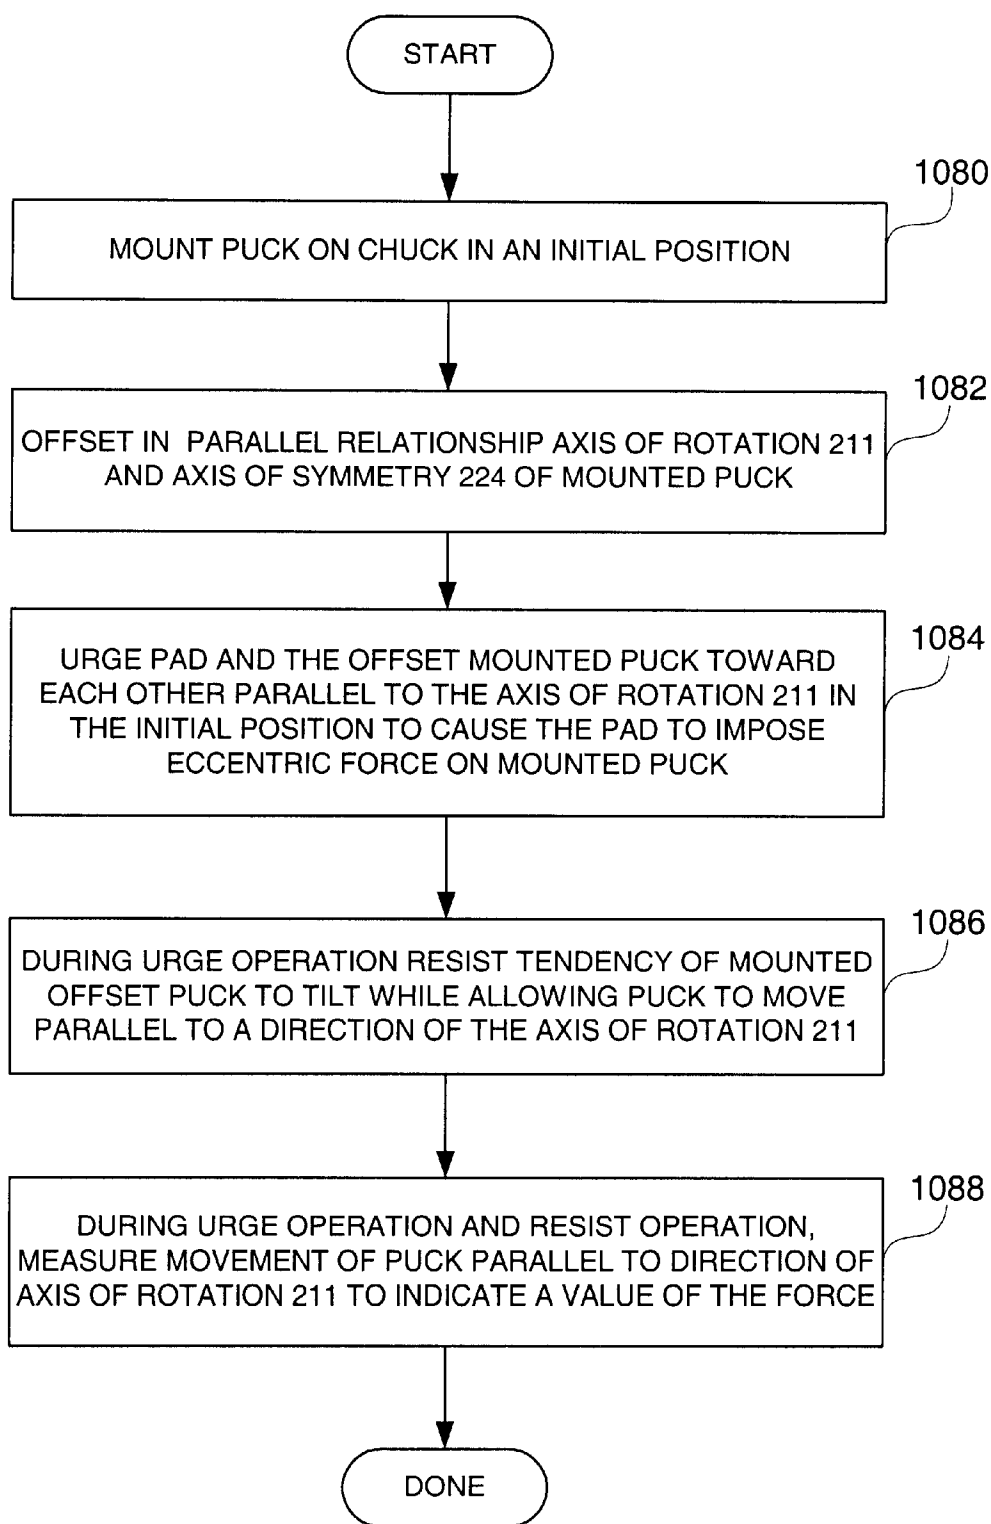 START
1080
MOUNT PUCK ON CHUCK IN AN INITIAL POSITION
1082
OFFSET IN PARALLEL RELATIONSHIP AXIS OF ROTATION 211
AND AXIS OF SYMMETRY 224 OF MOUNTED PUCK
1084
URGE PAD AND THE OFFSET MOUNTED PUCK TOWARD
EACH OTHER PARALLEL TO THE AXIS OF ROTATION 211 IN
THE INITIAL POSITION TO CAUSE THE PAD TO IMPOSE
ECCENTRIC FORCE ON MOUNTED PUCK
1086
DURING URGE OPERATION RESIST TENDENCY OF MOUNTED
OFFSET PUCK TO TILT WHILE ALLOWING PUCK TO MOVE
PARALLEL TO A DIRECTION OF THE AXIS OF ROTATION 211
1088
DURING URGE OPERATION AND RESIST OPERATION,
MEASURE MOVEMENT OF PUCK PARALLEL TO DIRECTION OF
AXIS OF ROTATION 211 TO INDICATE A VALUE OF THE FORCE
DONE